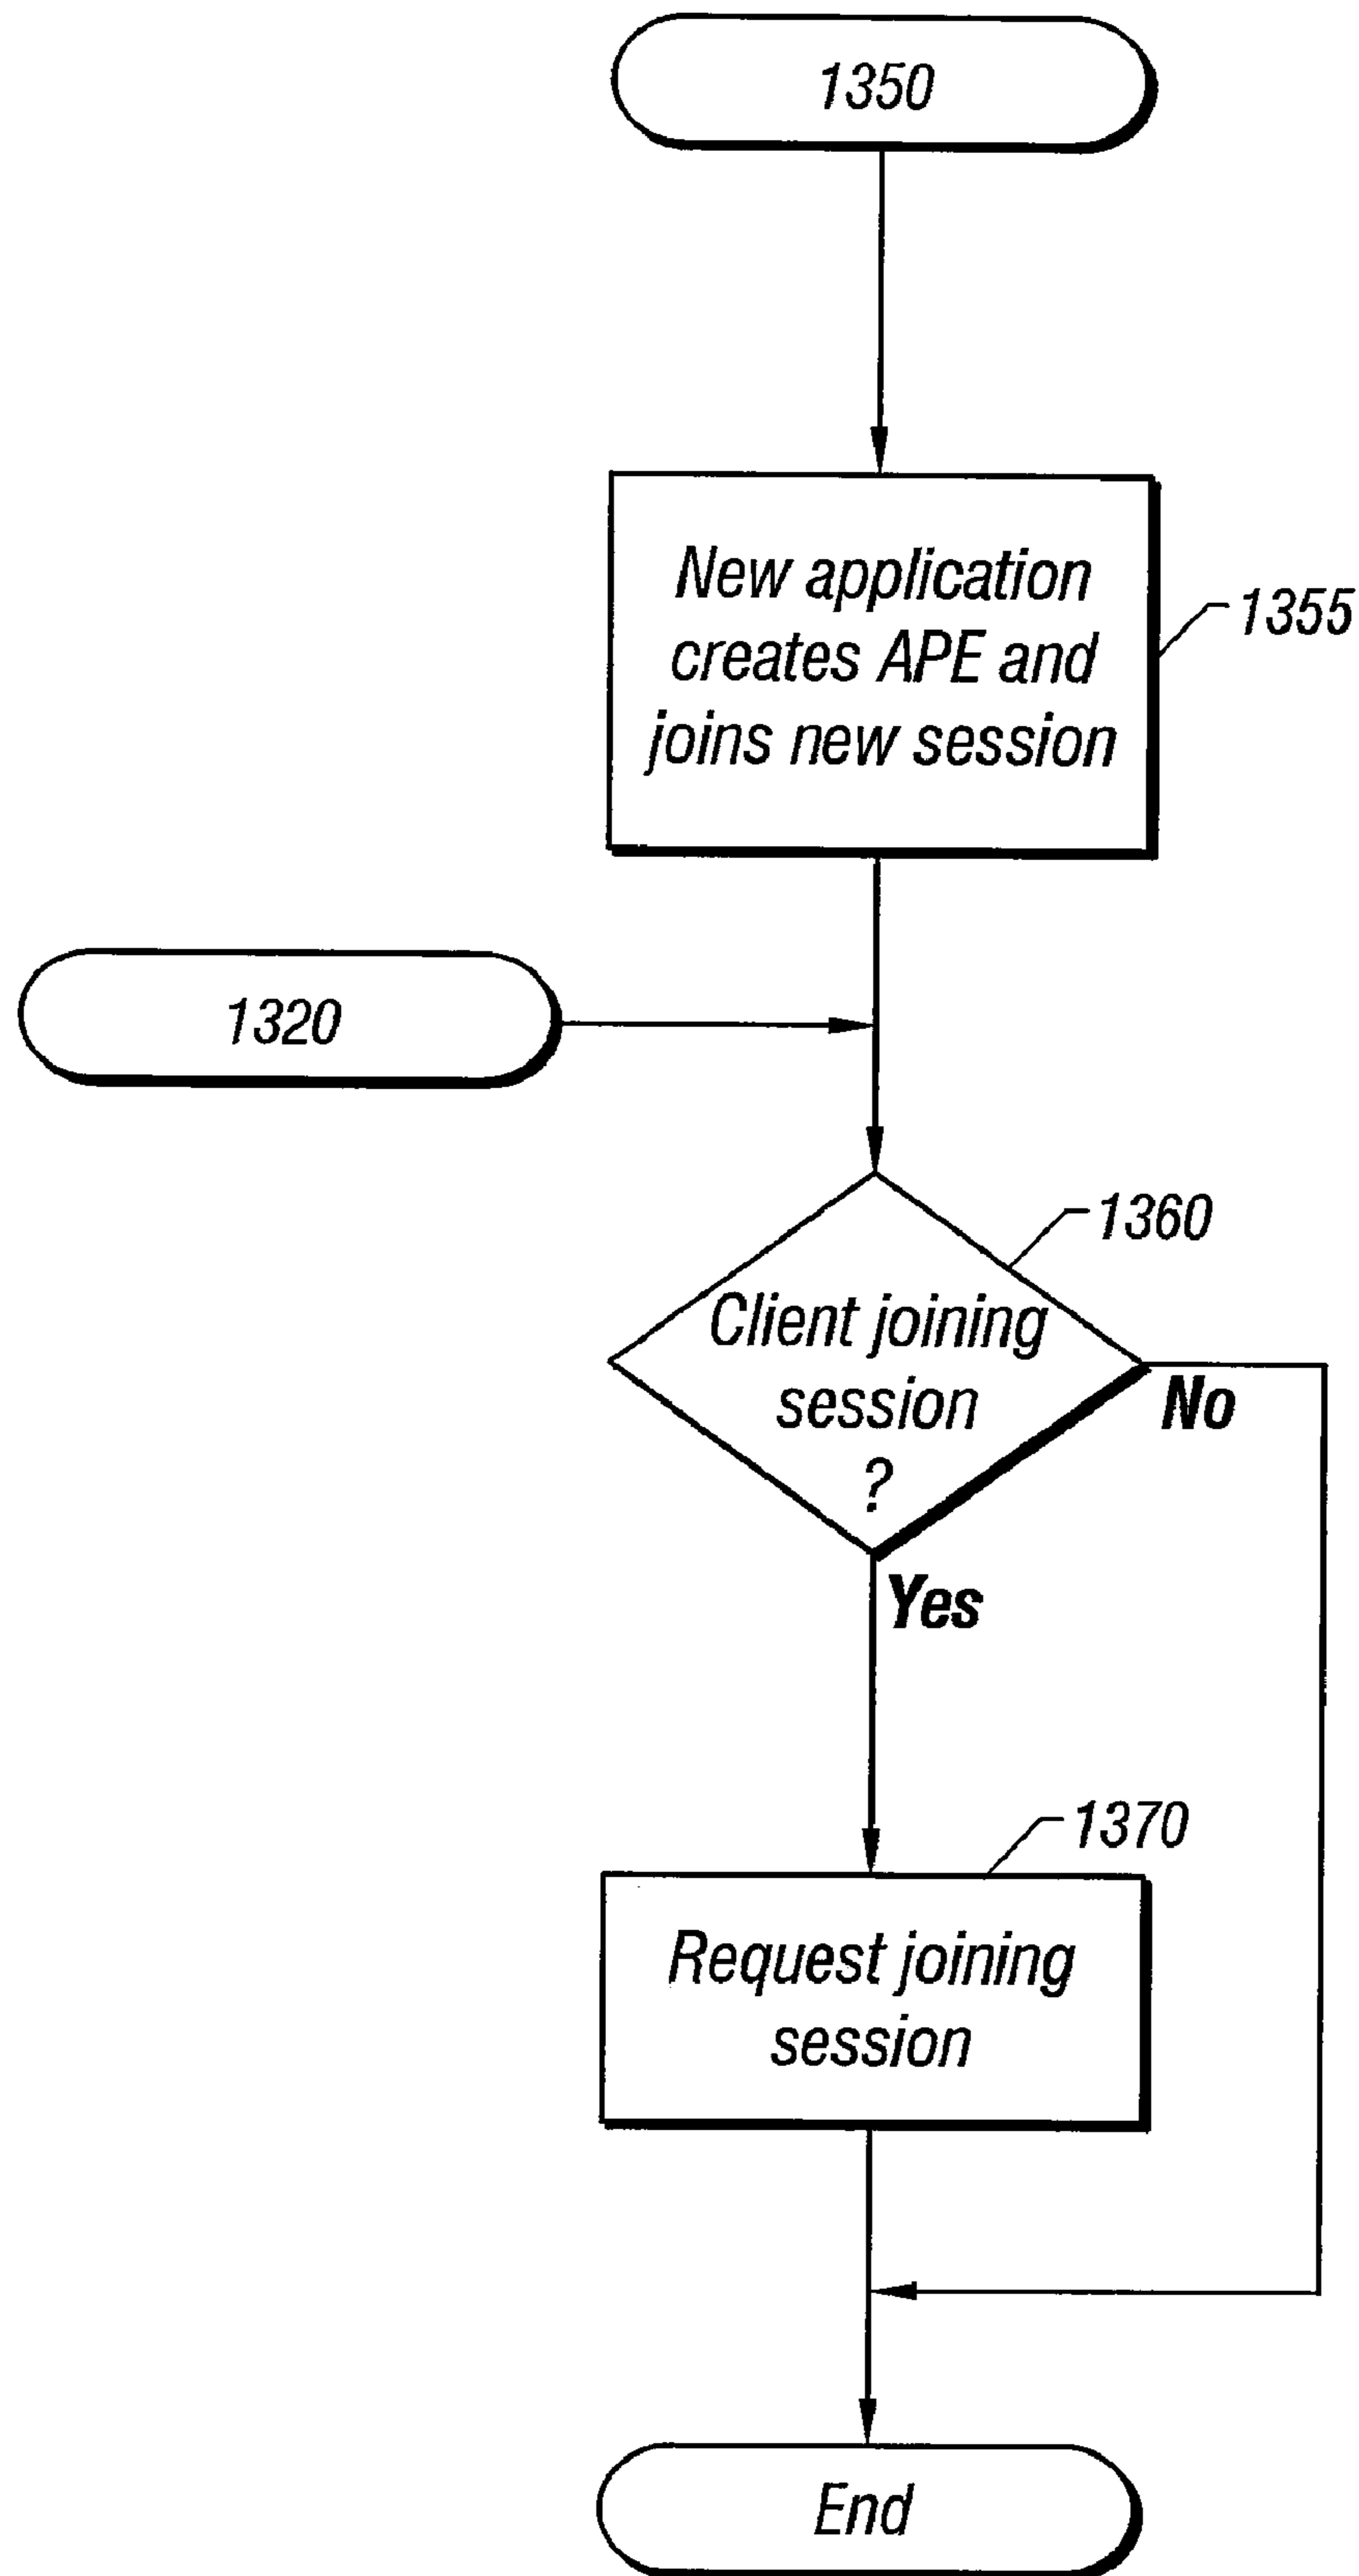 1350
New application
creates APE and
joins new session
1355
1320
1360
Client joining
session
?
No
Yes
1370
Request joining
session
End